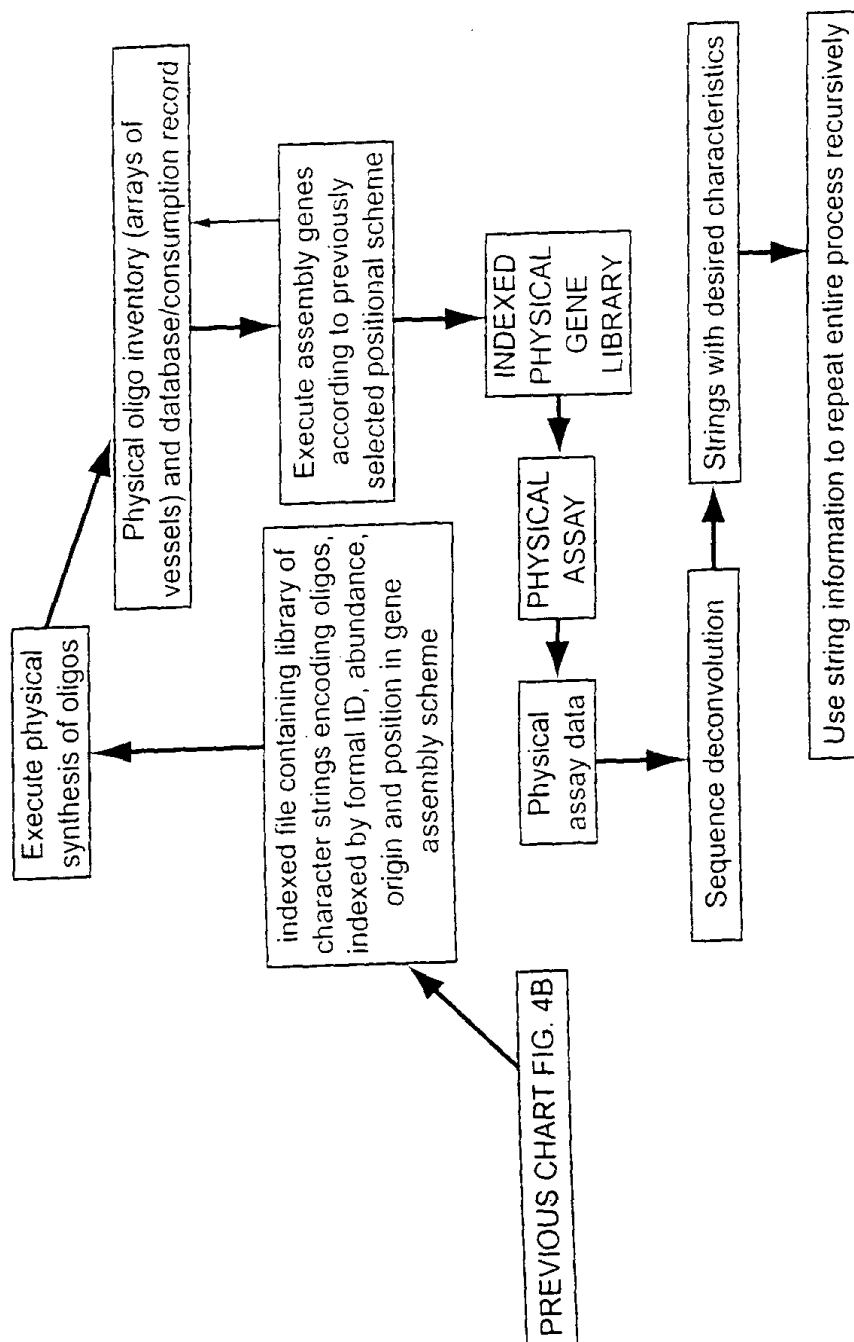 Execute physical
synthesis of oligos
Physical oligo inventory (arrays of
vessels) and database/consumption record
indexed file containing library of
character strings encoding oligos,
indexed by formal ID, abundance,
origin and position in gene
assembly scheme
Execute assembly genes
according to previously
selected positional scheme
PREVIOUS CHART FIG. 4B
INDEXED
PHYSICAL
GENE
LIBRARY
PHYSICAL
ASSAY
Physical
assay data
Sequence deconvolution
Strings with desired characteristics
Use string information to repeat entire process recursively